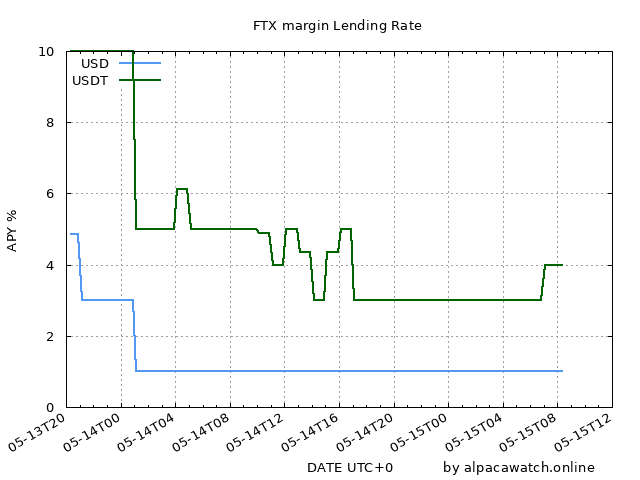 FTX margin Lending Rate
10
8
6
4
2
0
APY %
USD
USDT
05-13T20
05-14T00
05-14T04
05-14T08
05-14T12
05-14T16
05-14T20
05-15T00
05-15T04
05-15T08
05-15T12
DATE UTC+0
by alpacawatch.online